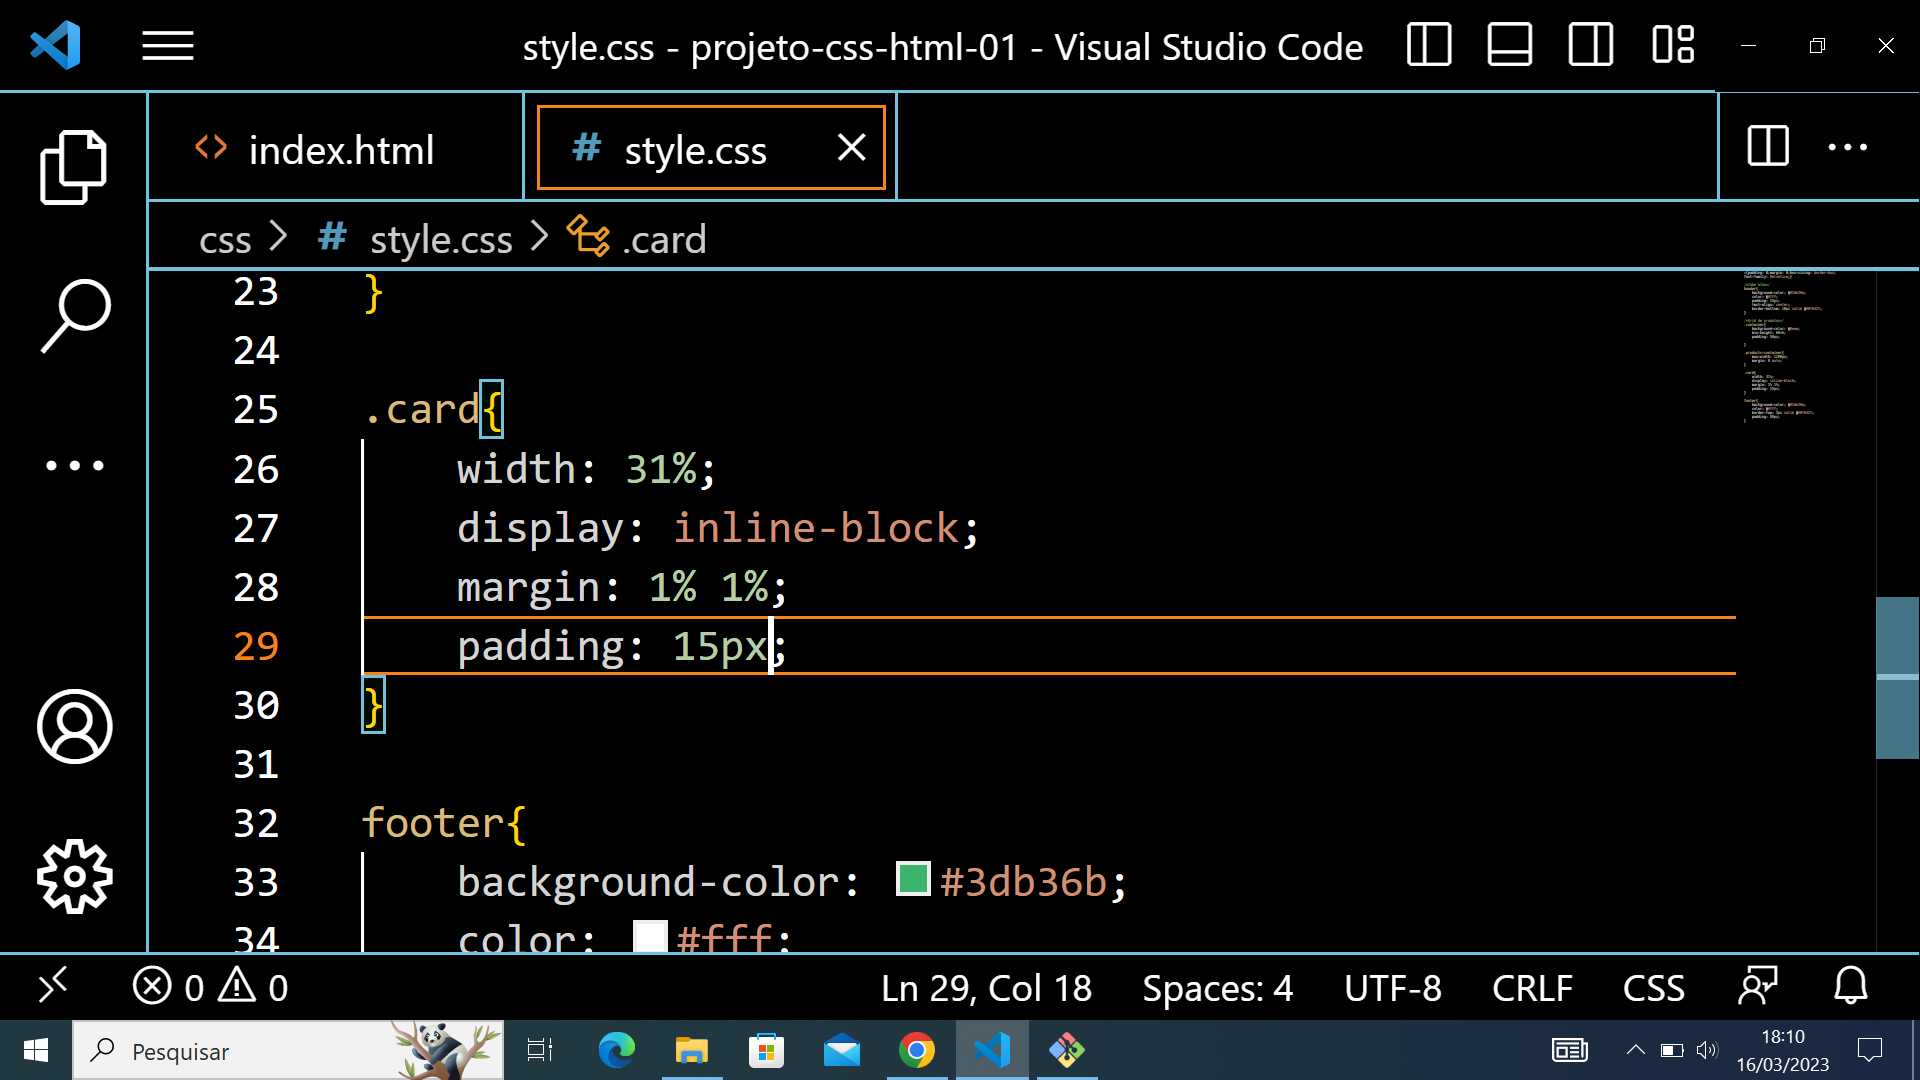 style.css - projeto-css-html-01 - Visual Studio Code
<> index.html
# style.css
css > # style.css > .card
23 }
24
25 .card{
26 width: 31%;
27 display: inline-block;
28 margin: 1% 1%;
29 padding: 15px;
30 }
31
32 footer{
33 background-color: #3db36b;
34 color: #fff;
0 0
Ln 29, Col 18
Spaces: 4
UTF-8
CRLF
CSS
Pesquisar
18:10
16/03/2023